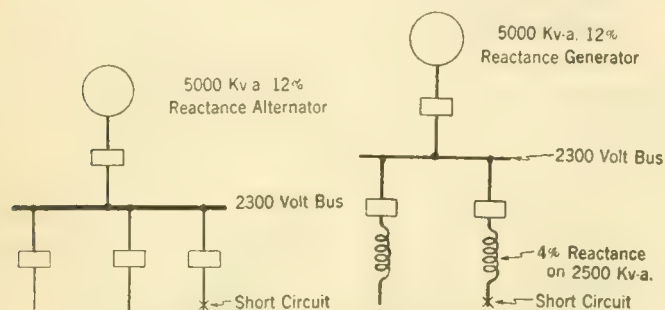 5000 Kv-a. 12%
Reactance Generator
5000 Kv a 12%
Reactance Alternator
2300 Volt Bus
2300 Volt Bus
4% Reactance
on 2500 Kv-a.
Short Circuit
Short Circuit